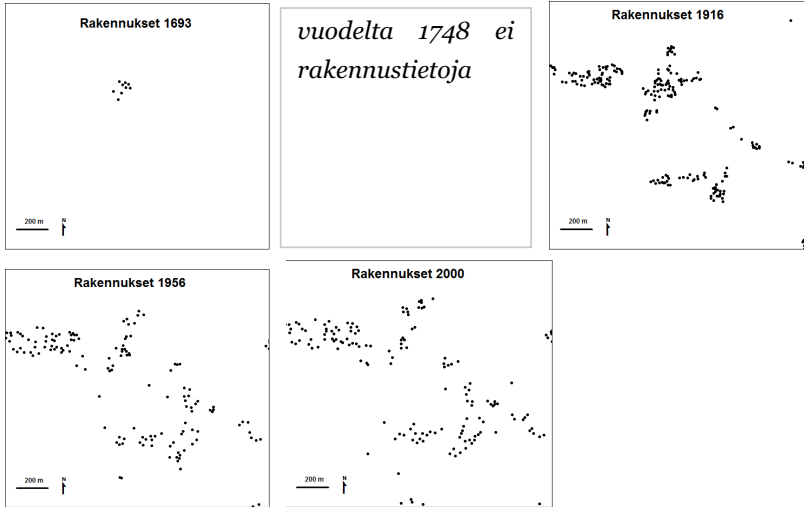 Rakennukset 1693
200 m
N
vuodelta 1748 ei
rakennustietoja
Rakennukset 1916
200 m
N
Rakennukset 1956
200 m
N
Rakennukset 2000
200 m
N